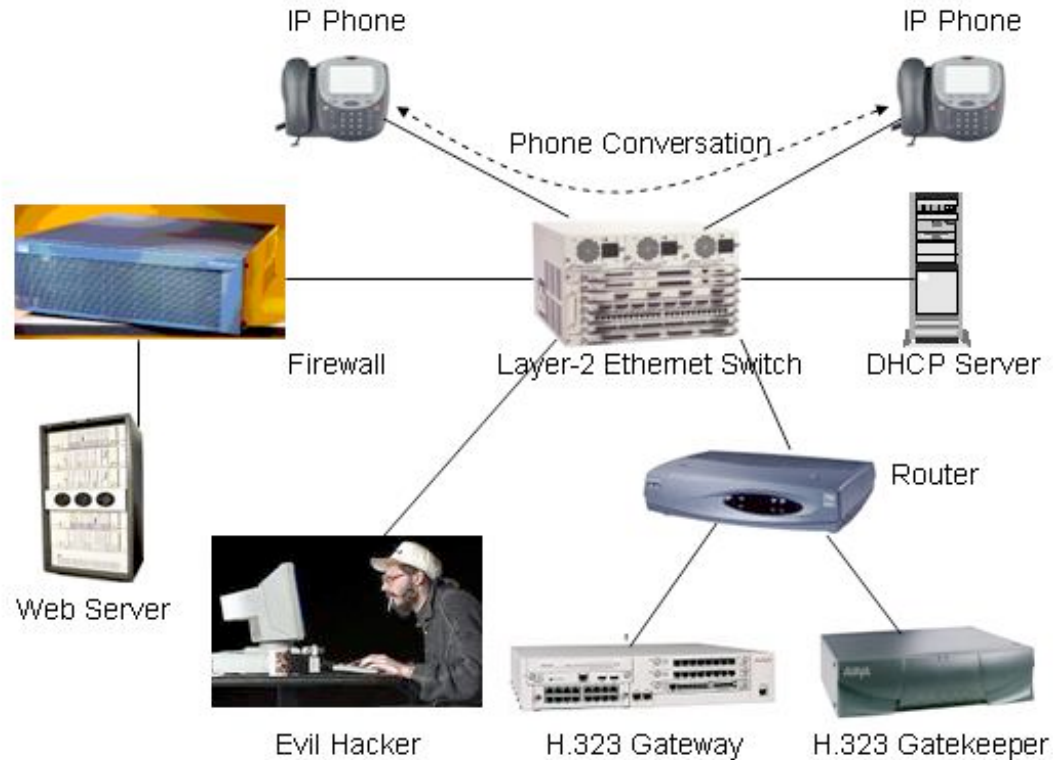 IP Phone
IP Phone
Phone Conversation
Firewall
Layer-2 Ethernet Switch
DHCP Server
Router
Web Server
Evil Hacker
H.323 Gateway
H.323 Gatekeeper
AVAYA